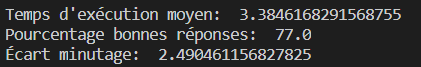 Temps d'exécution moyen:  3.3846168291568755
Pourcentage bonnes réponses:  77.0
Écart minutage:  2.490461156827825